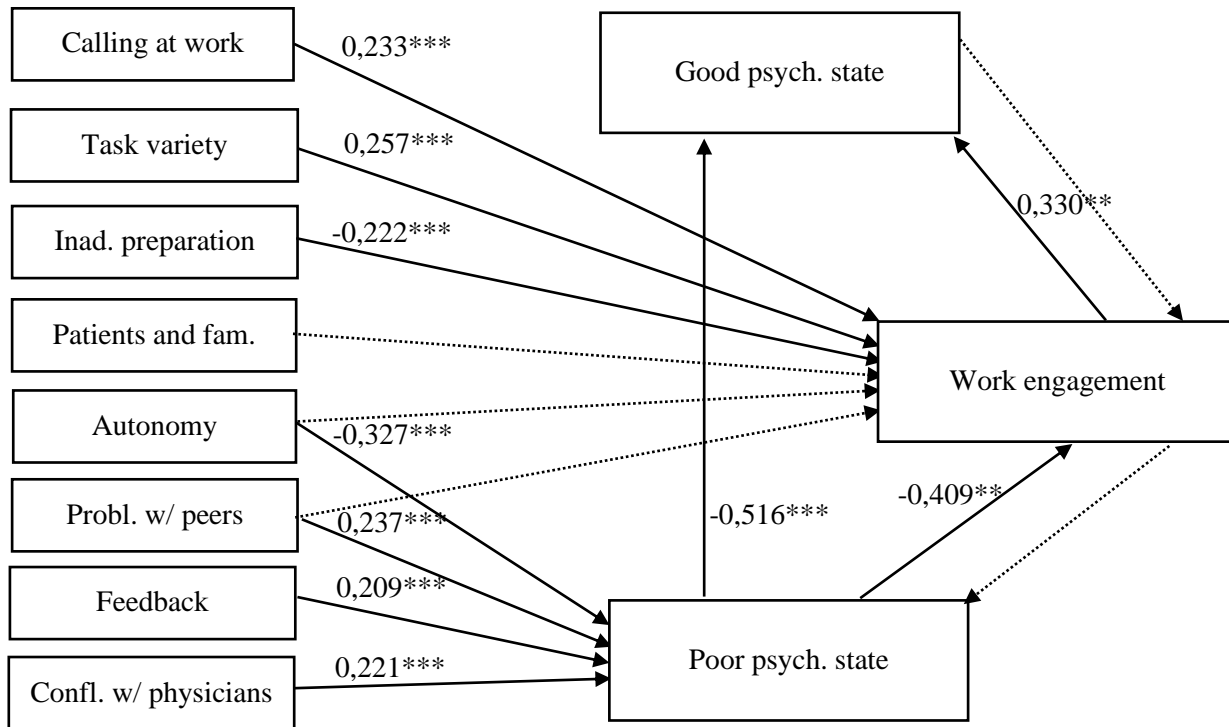 Calling at work
0,233***
Good psych. state
Task variety
0,257***
0,330**
Inad. preparation
-0,222***
Patients and fam.
Work engagement
Autonomy
-0,327***
-0,409**
Probl. w/ peers
0,237***
-0,516***
Feedback
0,209***
Poor psych. state
Confl. w/ physicians
0,221***